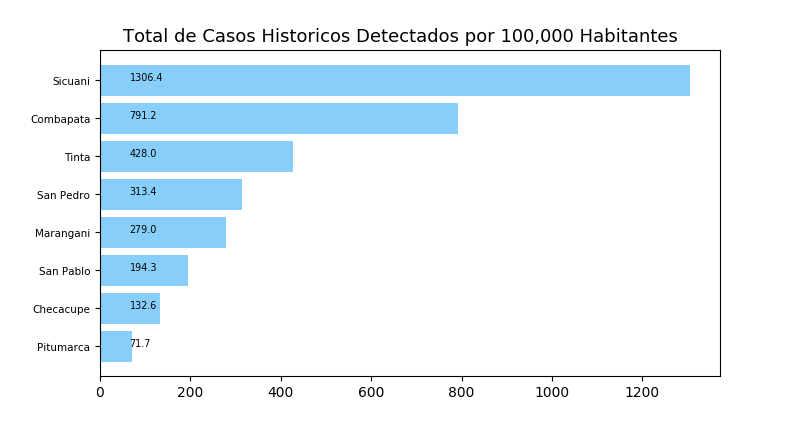 Total de Casos Historicos Detectados por 100,000 Habitantes
Sicuani 1306.4
Combapata 791.2
Tinta 428.0
San Pedro 313.4
Marangani 279.0
San Pablo 194.3
Checacupe 132.6
Pitumarca 71.7
0 200 400 600 800 1000 1200